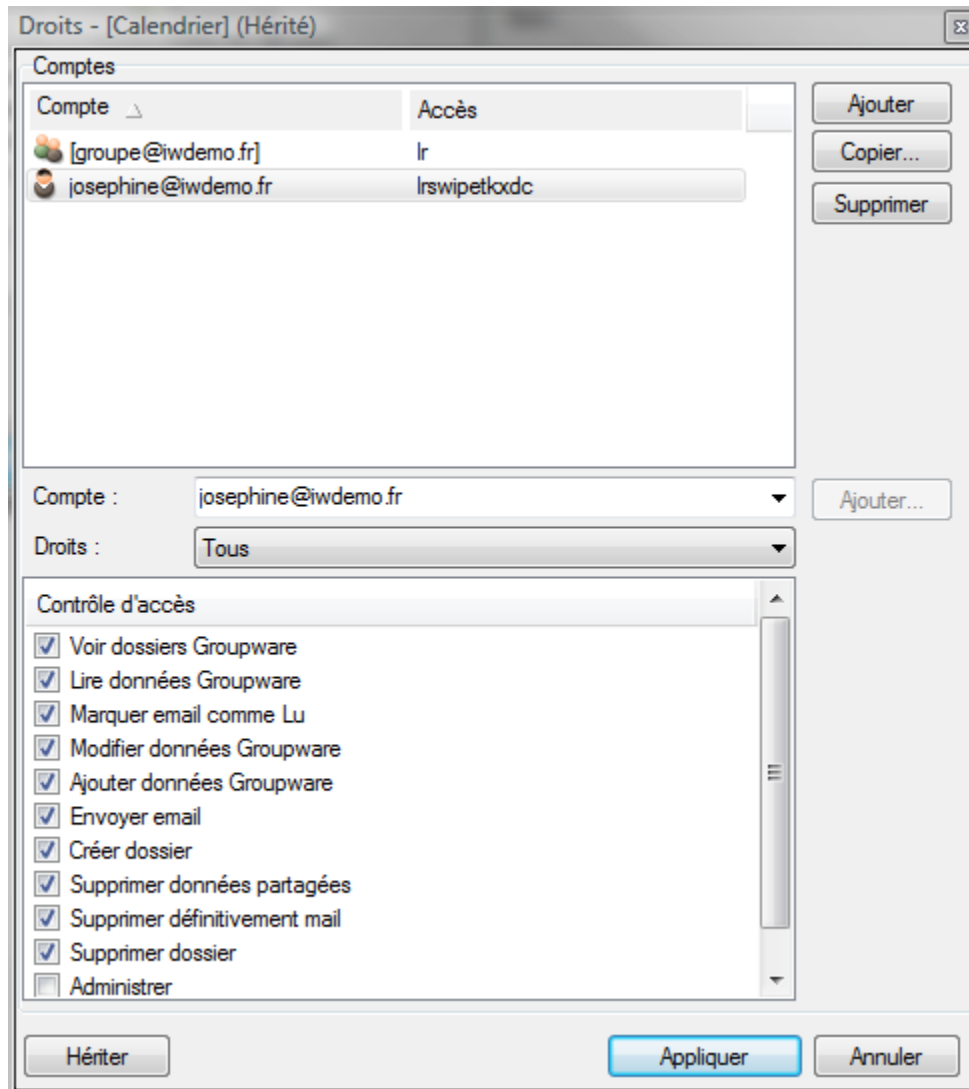 Droits - [Calendrier] (Hérité)
Comptes
Compte Accès
[groupe@iwdemo.fr] lr
josephine@iwdemo.fr lrswipetkxdc
Ajouter
Copier...
Supprimer
Compte : josephine@iwdemo.fr Ajouter...
Droits : Tous
Contrôle d'accès
Voir dossiers Groupware
Lire données Groupware
Marquer email comme Lu
Modifier données Groupware
Ajouter données Groupware
Envoyer email
Créer dossier
Supprimer données partagées
Supprimer définitivement mail
Supprimer dossier
Administrer
Hériter Appliquer Annuler